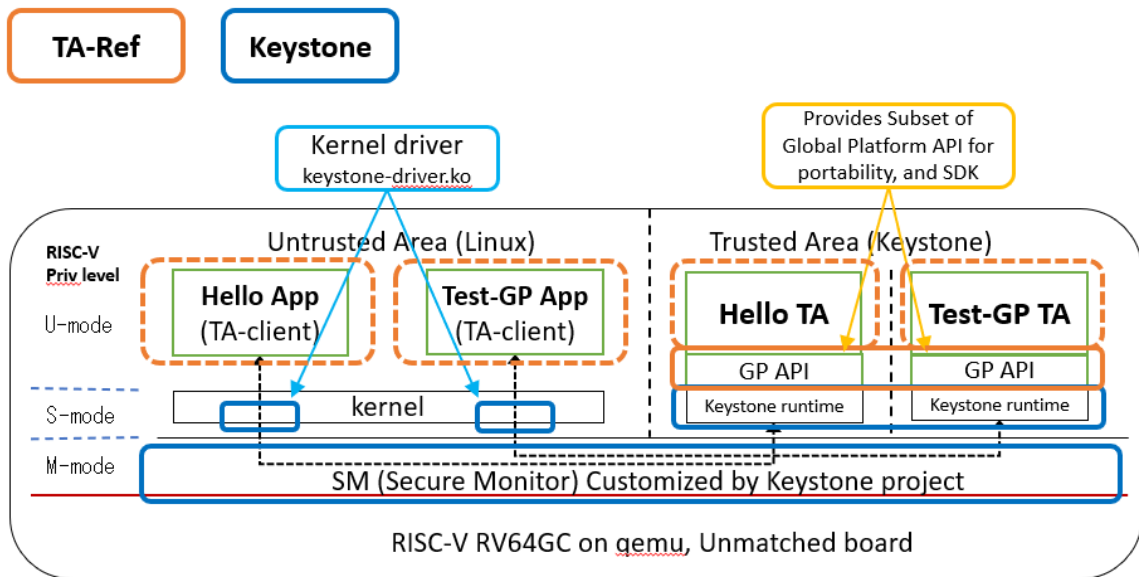 TA-Ref
Keystone
Kernel driver
keystone-driver.ko
Provides Subset of
Global Platform API for
portability, and SDK
RISC-V
Priv level
Untrusted Area (Linux)
Trusted Area (Keystone)
U-mode
Hello App
(TA-client)
Test-GP App
(TA-client)
Hello TA
Test-GP TA
GP API
GP API
S-mode
kernel
Keystone runtime
Keystone runtime
M-mode
SM (Secure Monitor) Customized by Keystone project
RISC-V RV64GC on qemu, Unmatched board